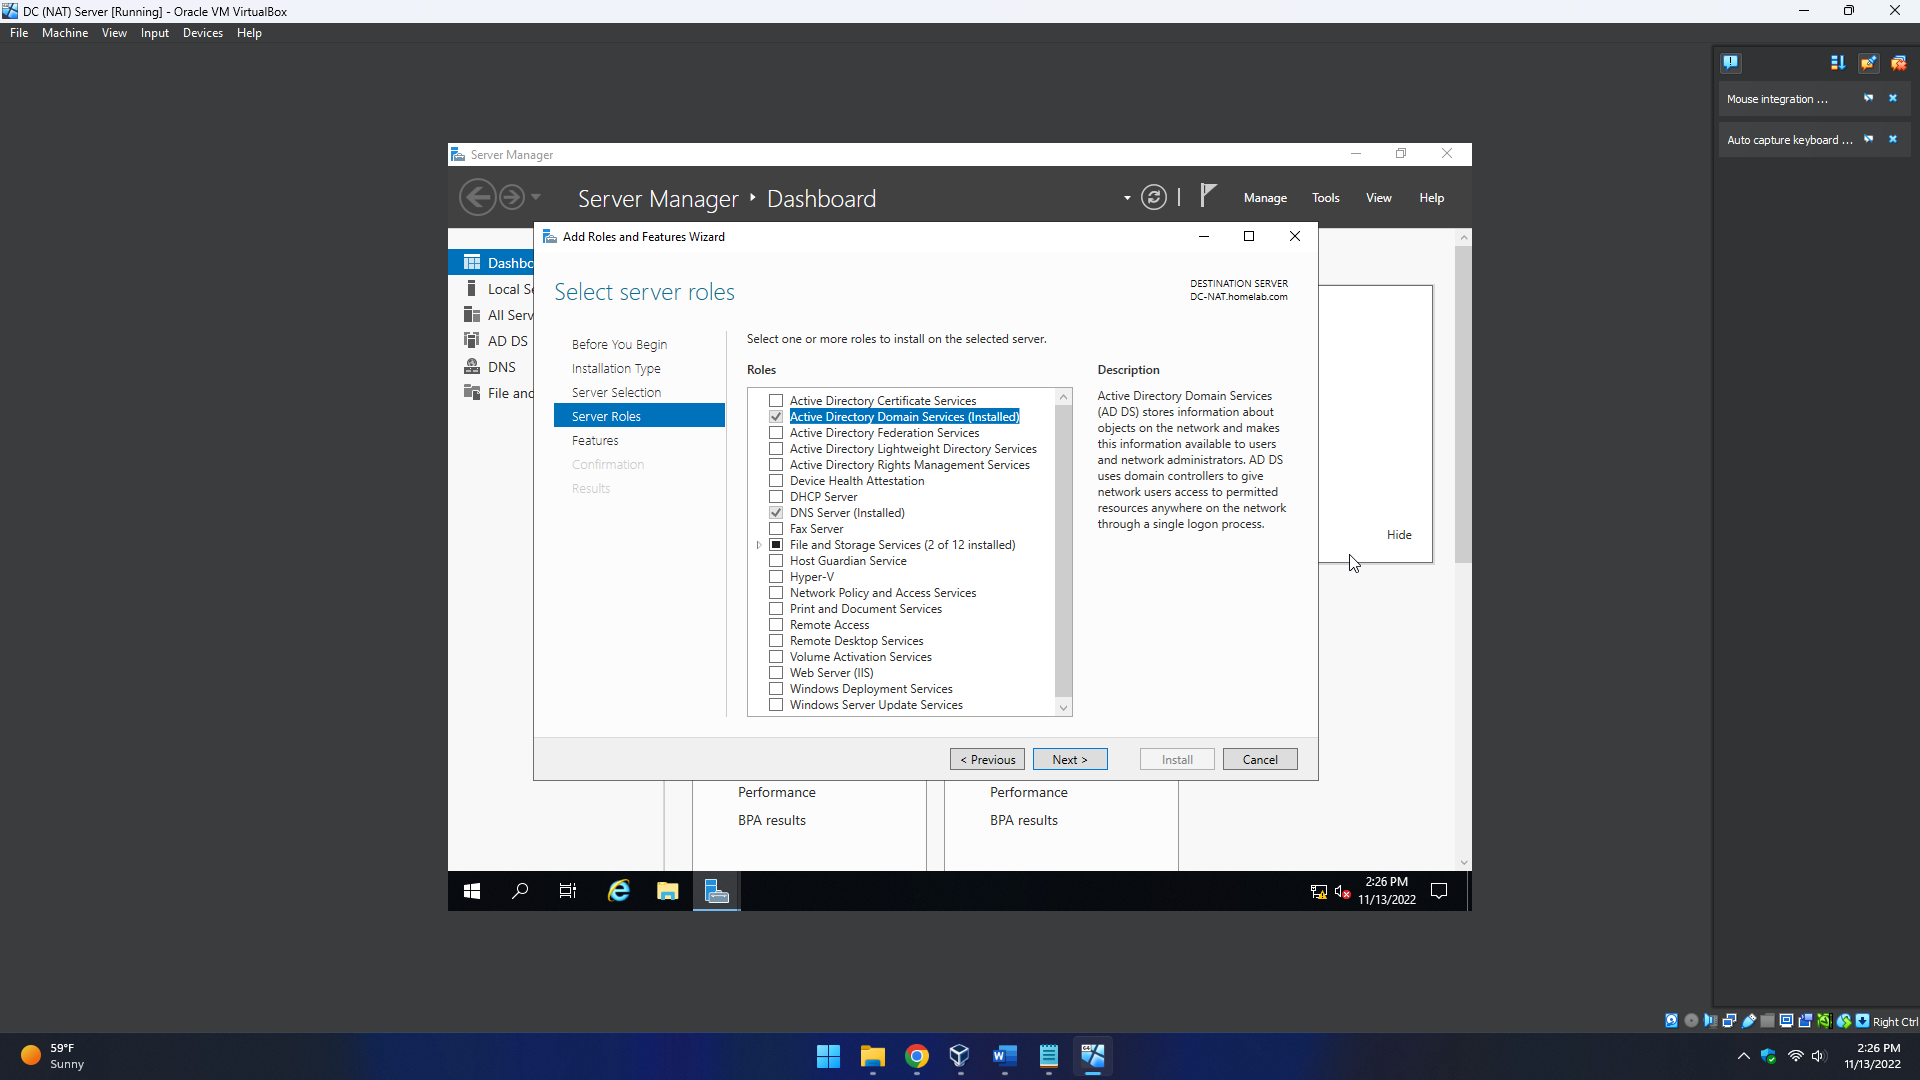 DC (NAT) Server [Running] - Oracle VM VirtualBox
File Machine View Input Devices Help
Mouse integration ...
Auto capture keyboard ...
Server Manager
Server Manager Dashboard
Manage Tools View Help
Dashbo
Local Se
All Serv
AD DS
DNS
File and
Add Roles and Features Wizard
Select server roles
DESTINATION SERVER
DC-NAT.homelab.com
Before You Begin
Installation Type
Server Selection
Server Roles
Features
Confirmation
Results
Select one or more roles to install on the selected server.
Roles
Active Directory Certificate Services
Active Directory Domain Services (Installed)
Active Directory Federation Services
Active Directory Lightweight Directory Services
Active Directory Rights Management Services
Device Health Attestation
DHCP Server
DNS Server (Installed)
Fax Server
File and Storage Services (2 of 12 installed)
Host Guardian Service
Hyper-V
Network Policy and Access Services
Print and Document Services
Remote Access
Remote Desktop Services
Volume Activation Services
Web Server (IIS)
Windows Deployment Services
Windows Server Update Services
Description
Active Directory Domain Services
(AD DS) stores information about
objects on the network and makes
this information available to users
and network administrators. AD DS
uses domain controllers to give
network users access to permitted
resources anywhere on the network
through a single logon process.
Hide
< Previous
Next >
Install
Cancel
Performance
BPA results
Performance
BPA results
2:26 PM
11/13/2022
Right Ctrl
59°F
Sunny
2:26 PM
11/13/2022